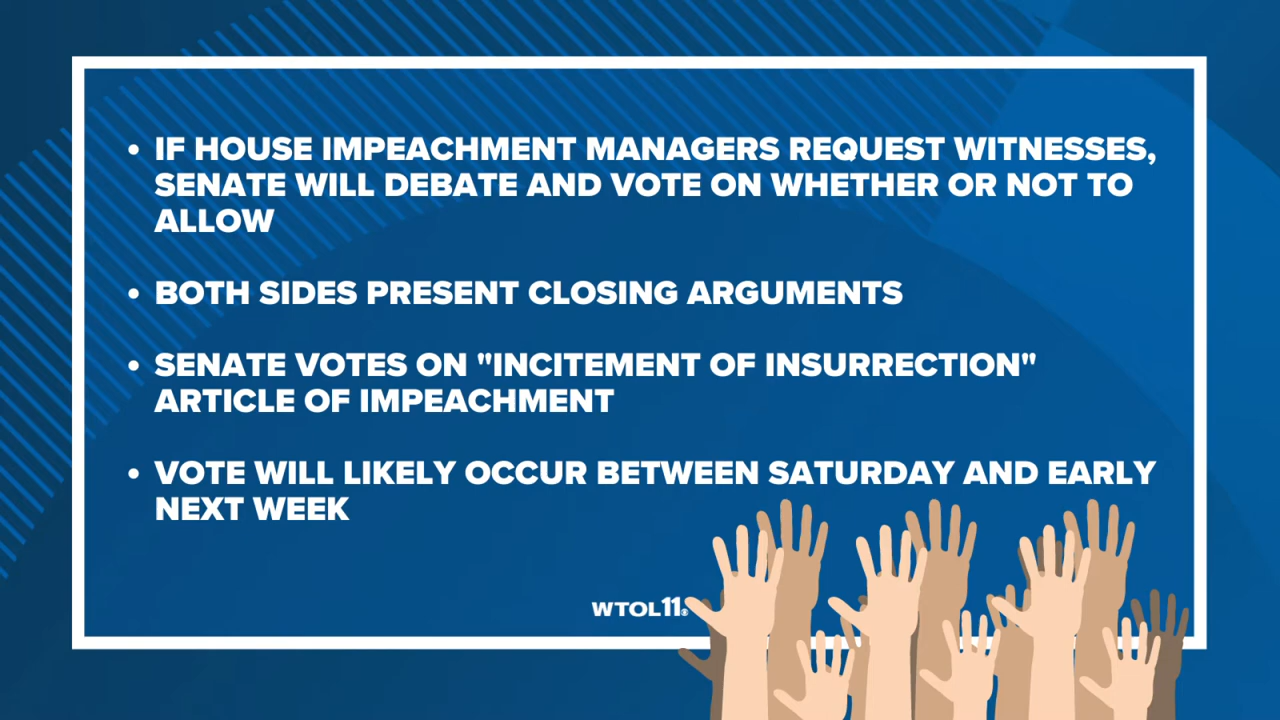 • IF HOUSE IMPEACHMENT MANAGERS REQUEST WITNESSES,
SENATE WILL DEBATE AND VOTE ON WHETHER OR NOT TO
ALLOW
• BOTH SIDES PRESENT CLOSING ARGUMENTS
• SENATE VOTES ON "INCITEMENT OF INSURRECTION"
ARTICLE OF IMPEACHMENT
• VOTE WILL LIKELY OCCUR BETWEEN SATURDAY AND EARLY
NEXT WEEK
WTOL 11